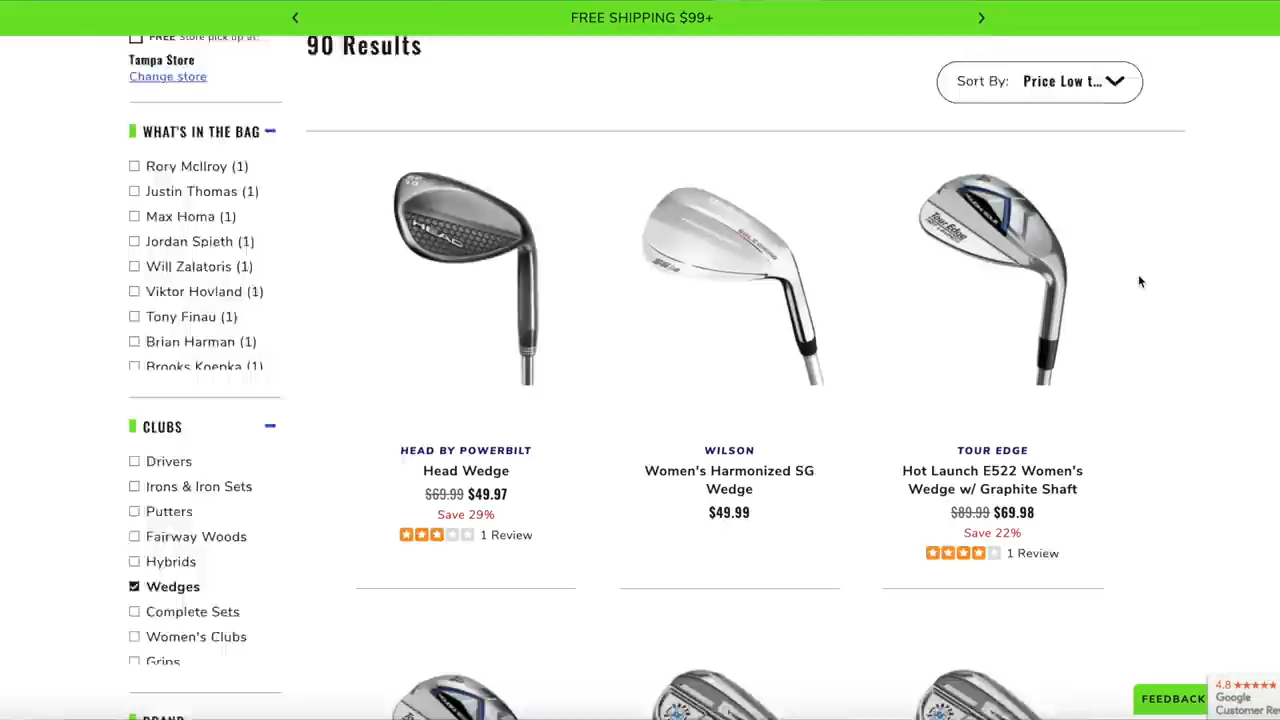 FREE SHIPPING $99+
FREE Store pick up at:
Tampa Store
Change store
90 Results
Sort By: Price Low t...
WHAT'S IN THE BAG
Rory McIlroy (1)
Justin Thomas (1)
Max Homa (1)
Jordan Spieth (1)
Will Zalatoris (1)
Viktor Hovland (1)
Tony Finau (1)
Brian Harman (1)
Brooks Koepka (1)
CLUBS
Drivers
Irons & Iron Sets
Putters
Fairway Woods
Hybrids
Wedges
Complete Sets
Women's Clubs
Grips
BRAND
HEAD
HEAD BY POWERBILT
Head Wedge
$69.99 $49.97
Save 29%
1 Review
WILSON
Women's Harmonized SG
Wedge
$49.99
Tour Edge
TOUR EDGE
Hot Launch E522 Women's
Wedge w/ Graphite Shaft
$89.99 $69.98
Save 22%
1 Review
FEEDBACK
4.8
Google
Customer Re